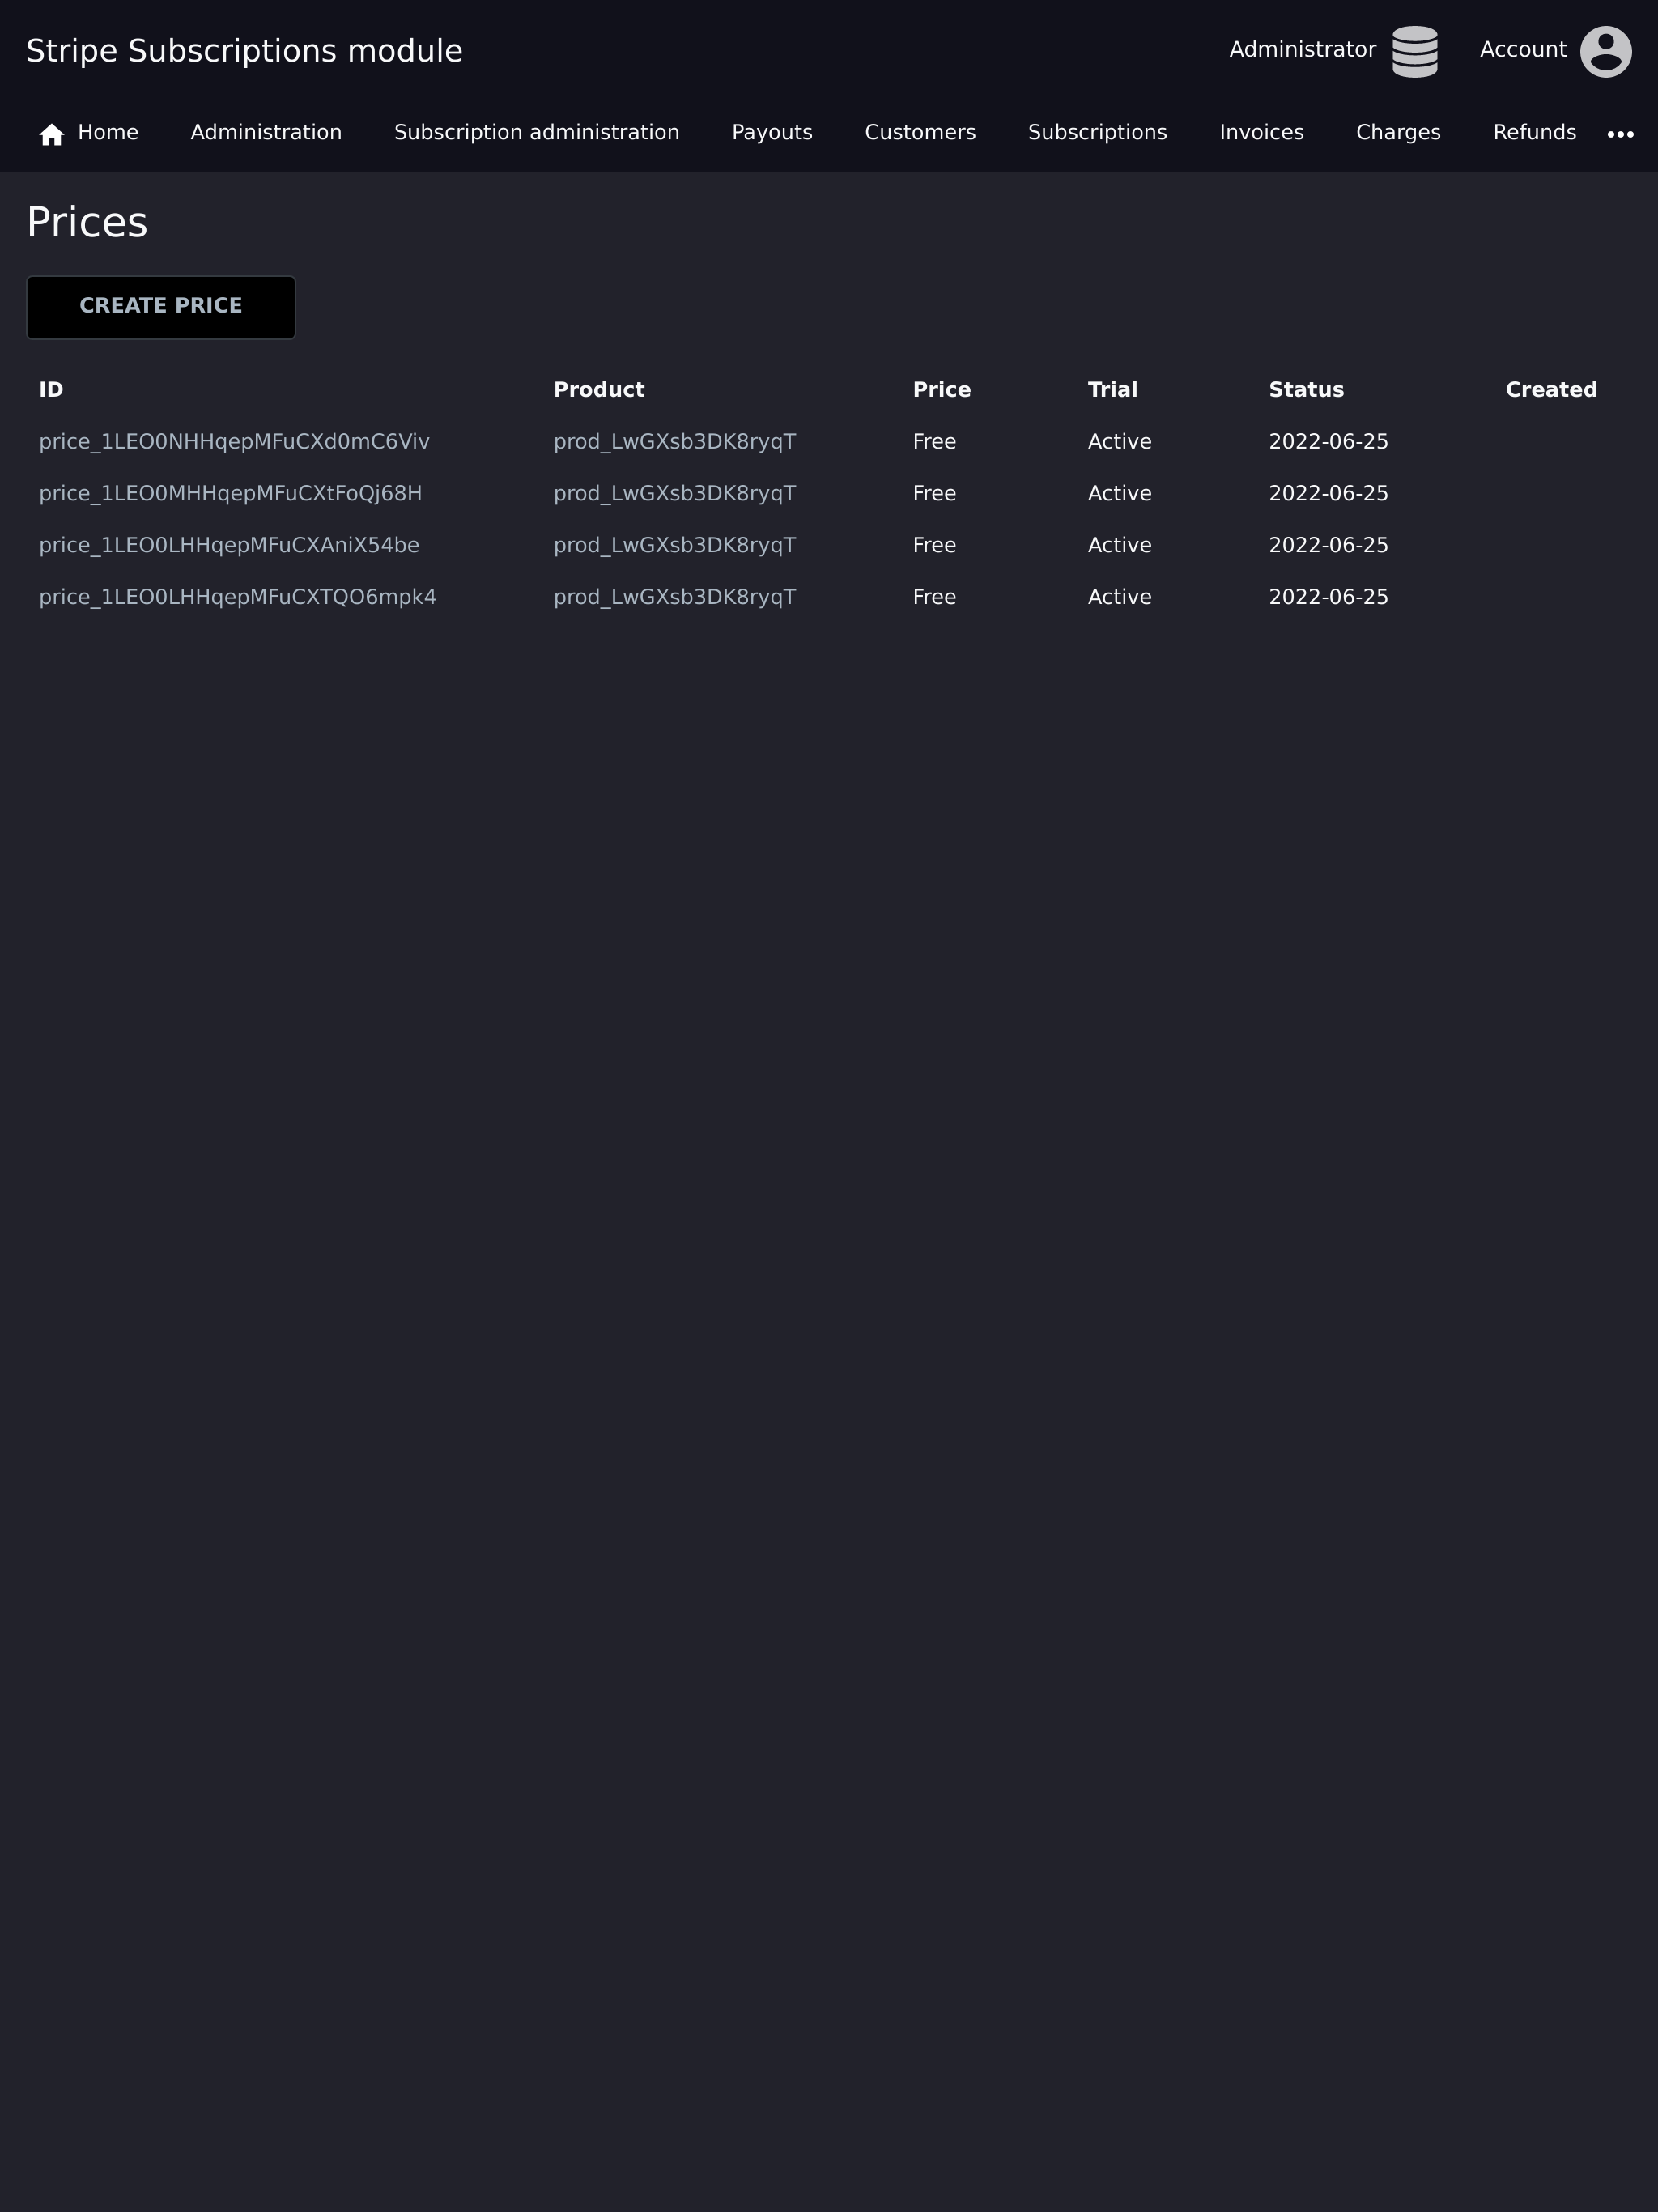 Stripe Subscriptions module
Administrator Account
Home Administration Subscription administration Payouts Customers Subscriptions Invoices Charges Refunds
Prices
CREATE PRICE
ID Product Price Trial Status Created
price_1LEO0NHHqepMFuCXd0mC6Viv prod_LwGXsb3DK8ryqT Free Active 2022-06-25
price_1LEO0MHHqepMFuCXtFoQj68H prod_LwGXsb3DK8ryqT Free Active 2022-06-25
price_1LEO0LHHqepMFuCXAniX54be prod_LwGXsb3DK8ryqT Free Active 2022-06-25
price_1LEO0LHHqepMFuCXTQO6mpk4 prod_LwGXsb3DK8ryqT Free Active 2022-06-25